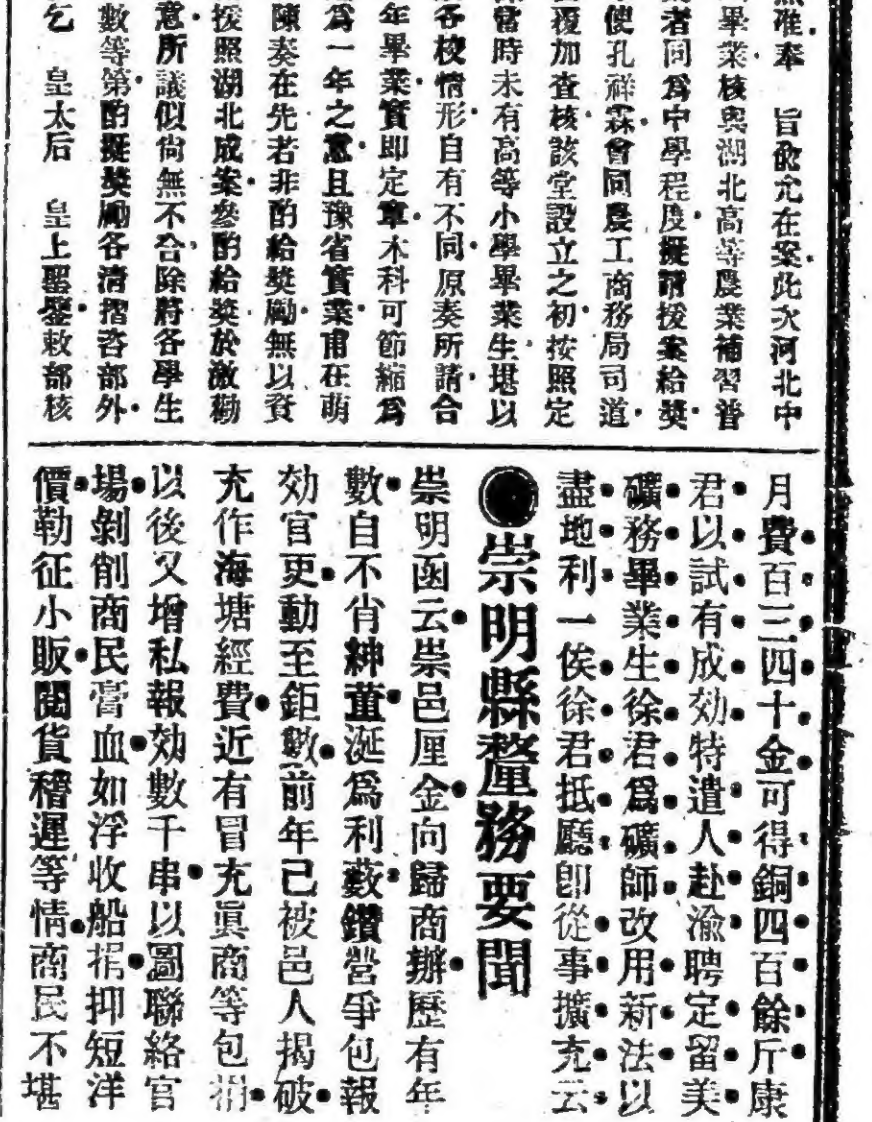 無准奉　旨俞允在案此次河北中
畢業核與湖北高等農業補習普
者同爲中學程度擬請援案給獎
使孔祥霖會同農工商務局司道
覆加查核該堂設立之初按照定
當時未有高等小學畢業生堪以
各校情形自有不同原奏所請合
年畢業實即定章本科可節縮爲
爲一年之意且豫省實業甫在萌
陳奏在先若非酌給獎勵無以資
援照湖北成案參酌給獎於激勸
意所議似尙無不合除將各學生
數等第酌擬獎勵各清摺咨部外
乞　皇太后　皇上聖鑒敕部核
月費百三四十金可得銅四百餘斤康
君以試有成効特遣人赴渝聘定留美
礦務畢業生徐君爲礦師改用新法以
盡地利一俟徐君抵廳卽從事擴充云
●崇明縣釐務要聞
崇明函云崇邑厘金向歸商辦歷有年
數自不肖紳董涎爲利藪鑽營爭包報
効官吏動至鉅數前年已被邑人揭破
充作海塘經費近有冒充眞商等包捐
以後又增私報効數千串以圖聯絡官
場剝削商民膏血如浮收船捐抑短洋
價勒征小販閱貨稽遲等情商民不堪